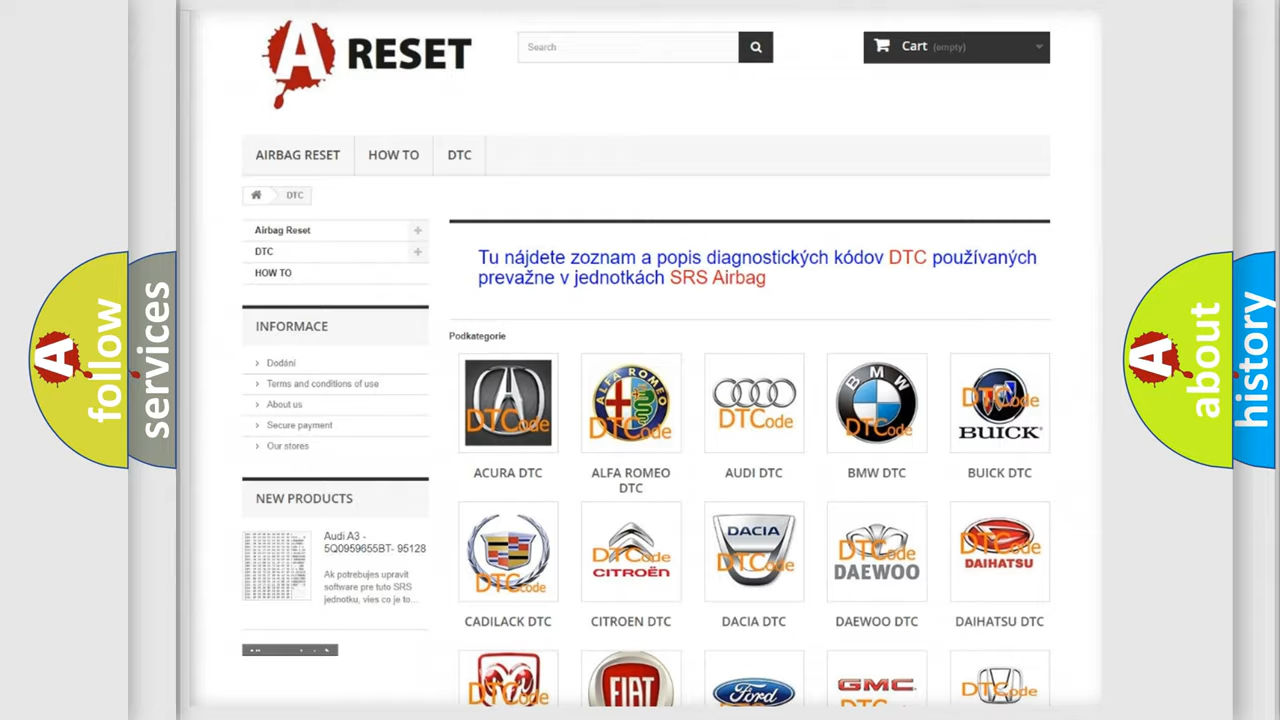 A RESET
Search
Cart (empty)
AIRBAG RESET
HOW TO
DTC
DTC
Airbag Reset
DTC
HOW TO
INFORMACE
Dodání
Terms and conditions of use
About us
Secure payment
Our stores
NEW PRODUCTS
Audi A3 -
5Q0959655BT- 95128
Ak potrebujes upravit
software pre tuto SRS
jednotku, vies co je to...
Tu nájdete zoznam a popis diagnostických kódov DTC používaných
prevažne v jednotkách SRS Airbag
Podkategorie
DTCode
ALFA ROMEO
DTCode
DTCode
BMW
DTCode
DTCode
BUICK
ACURA DTC
ALFA ROMEO
DTC
AUDI DTC
BMW DTC
BUICK DTC
DTCode
DTCode
CITROËN
DACIA
DTCode
DTCode
DAEWOO
DTCode
DAIHATSU
CADILACK DTC
CITROEN DTC
DACIA DTC
DAEWOO DTC
DAIHATSU DTC
DTCode
FIAT
Ford
GMC
DTCode
A follow
services
A about
history